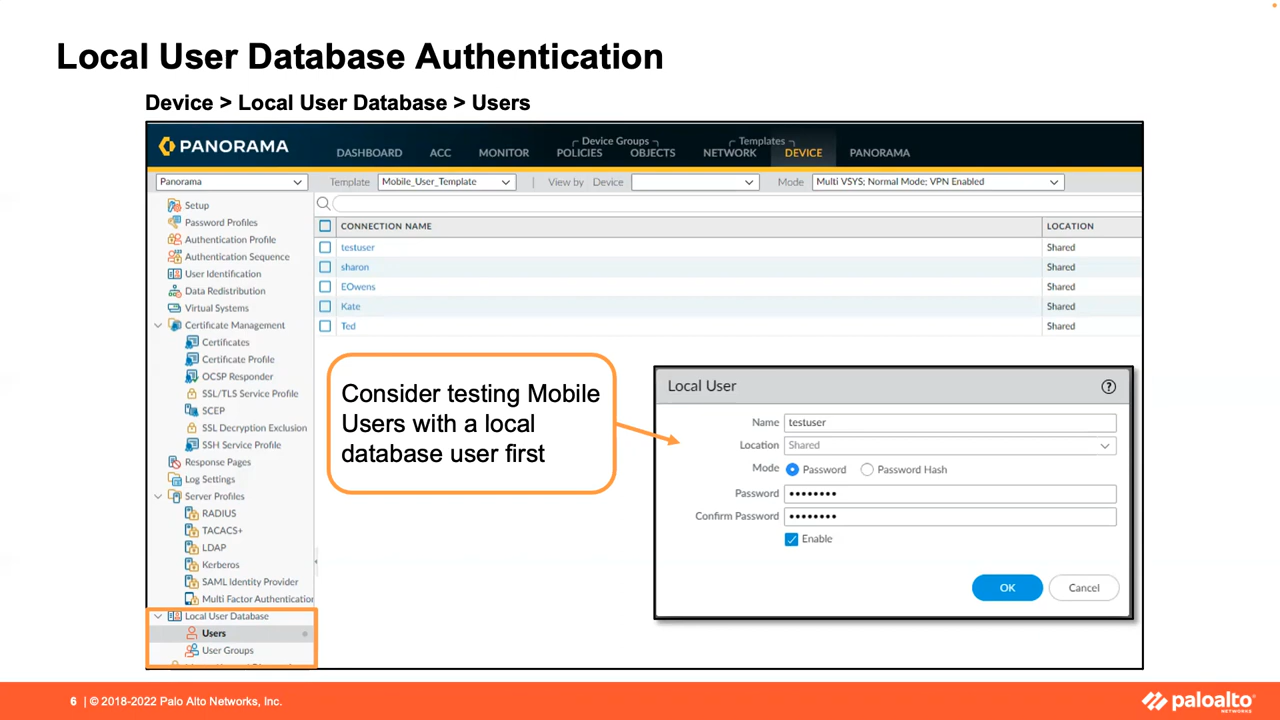 Local User Database Authentication
Device > Local User Database > Users
PANORAMA
DASHBOARD
ACC
MONITOR
Device Groups
POLICIES
OBJECTS
Templates
NETWORK
DEVICE
PANORAMA
Panorama
Template
Mobile_User_Template
View by
Device
Mode
Multi VSYS; Normal Mode; VPN Enabled
Setup
Password Profiles
Authentication Profile
Authentication Sequence
User Identification
Data Redistribution
Virtual Systems
Certificate Management
Certificates
Certificate Profile
OCSP Responder
SSL/TLS Service Profile
SCEP
SSL Decryption Exclusion
SSH Service Profile
Response Pages
Log Settings
Server Profiles
RADIUS
TACACS+
LDAP
Kerberos
SAML Identity Provider
Multi Factor Authentication
Local User Database
Users
User Groups
CONNECTION NAME
LOCATION
testuser
Shared
sharon
Shared
EOwens
Shared
Kate
Shared
Ted
Shared
Consider testing Mobile
Users with a local
database user first
Local User
Name
testuser
Location
Shared
Mode
Password
Password Hash
Password
••••••••
Confirm Password
••••••••
Enable
OK
Cancel
6 | © 2018-2022 Palo Alto Networks, Inc.
paloalto
NETWORKS